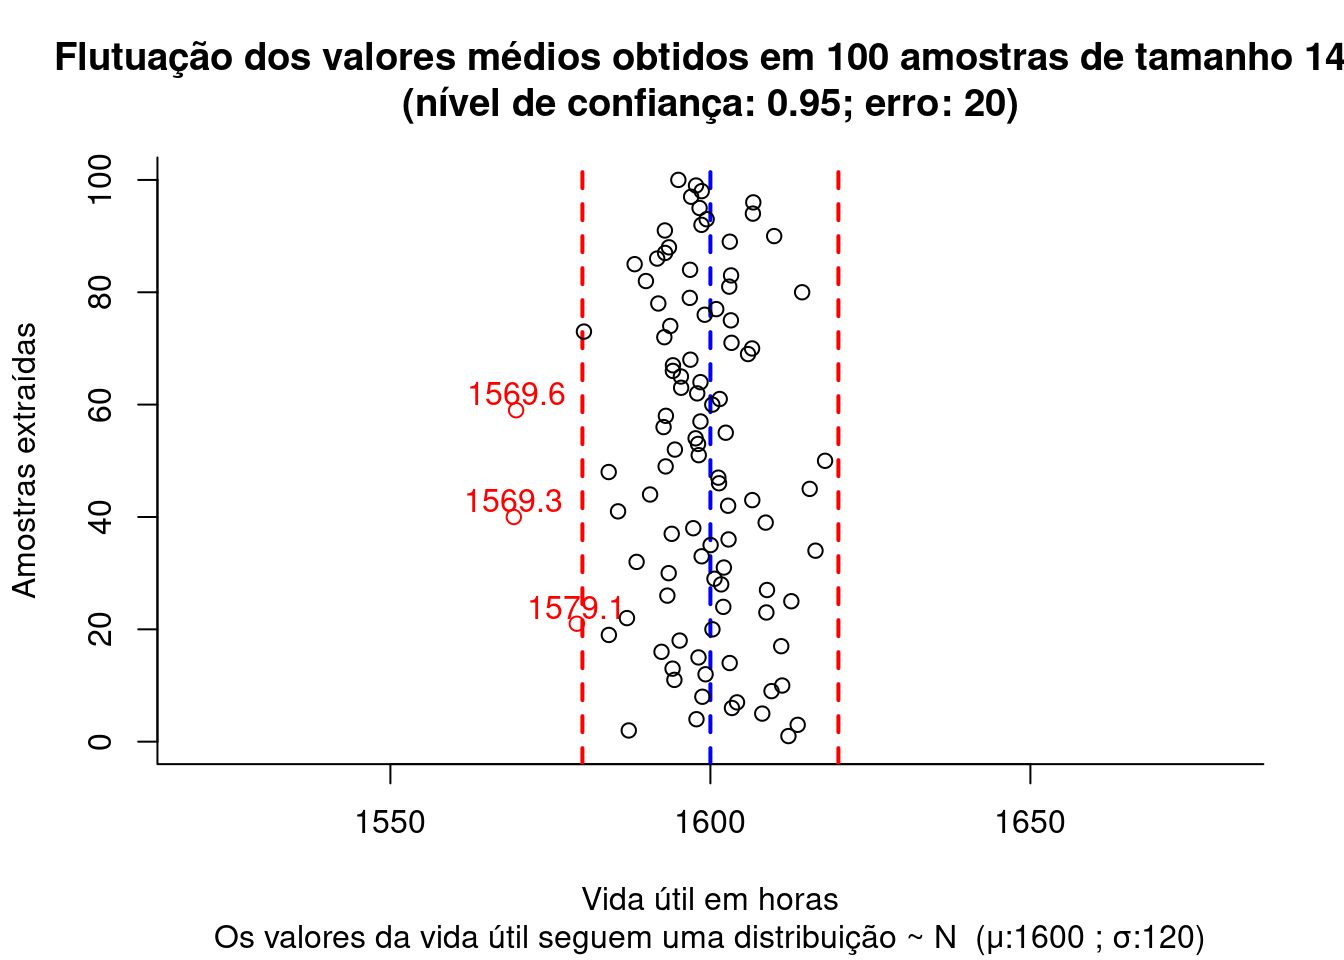 Flutuação dos valores médios obtidos em 100 amostras de tamanho 14
(nível de confiança: 0.95; erro: 20)
Amostras extraídas
100
80
60
40
20
0
1569.6
1569.3
1579.1
1550
1600
1650
Vida útil em horas
Os valores da vida útil seguem uma distribuição ~ N (μ:1600 ; σ:120)